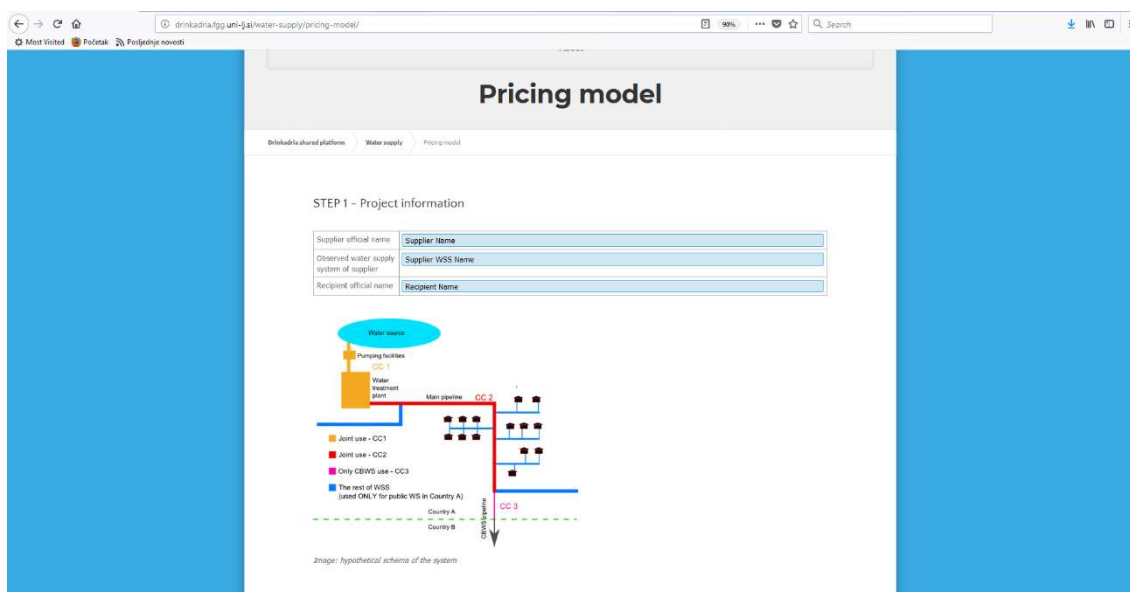 drinkadria.fgg.uni-lj.si/water-supply/pricing-model/
90%
Search
Most Visited
Početak
Posljednje novosti
Pricing model
Drinkadria shared platform
Water supply
Pricing model
STEP 1 – Project information
Supplier official name
Supplier Name
Observed water supply
system of supplier
Supplier WSS Name
Recipient official name
Recipient Name
Water source
Pumping facilities
CC 1
Water
treatment
plant
Main pipeline
CC 2
Joint use - CC1
Joint use - CC2
Only CBWS use - CC3
The rest of WSS
(used ONLY for public WS in Country A)
CBWS pipeline
CC 3
Country A
Country B
Image: hypothetical schema of the system